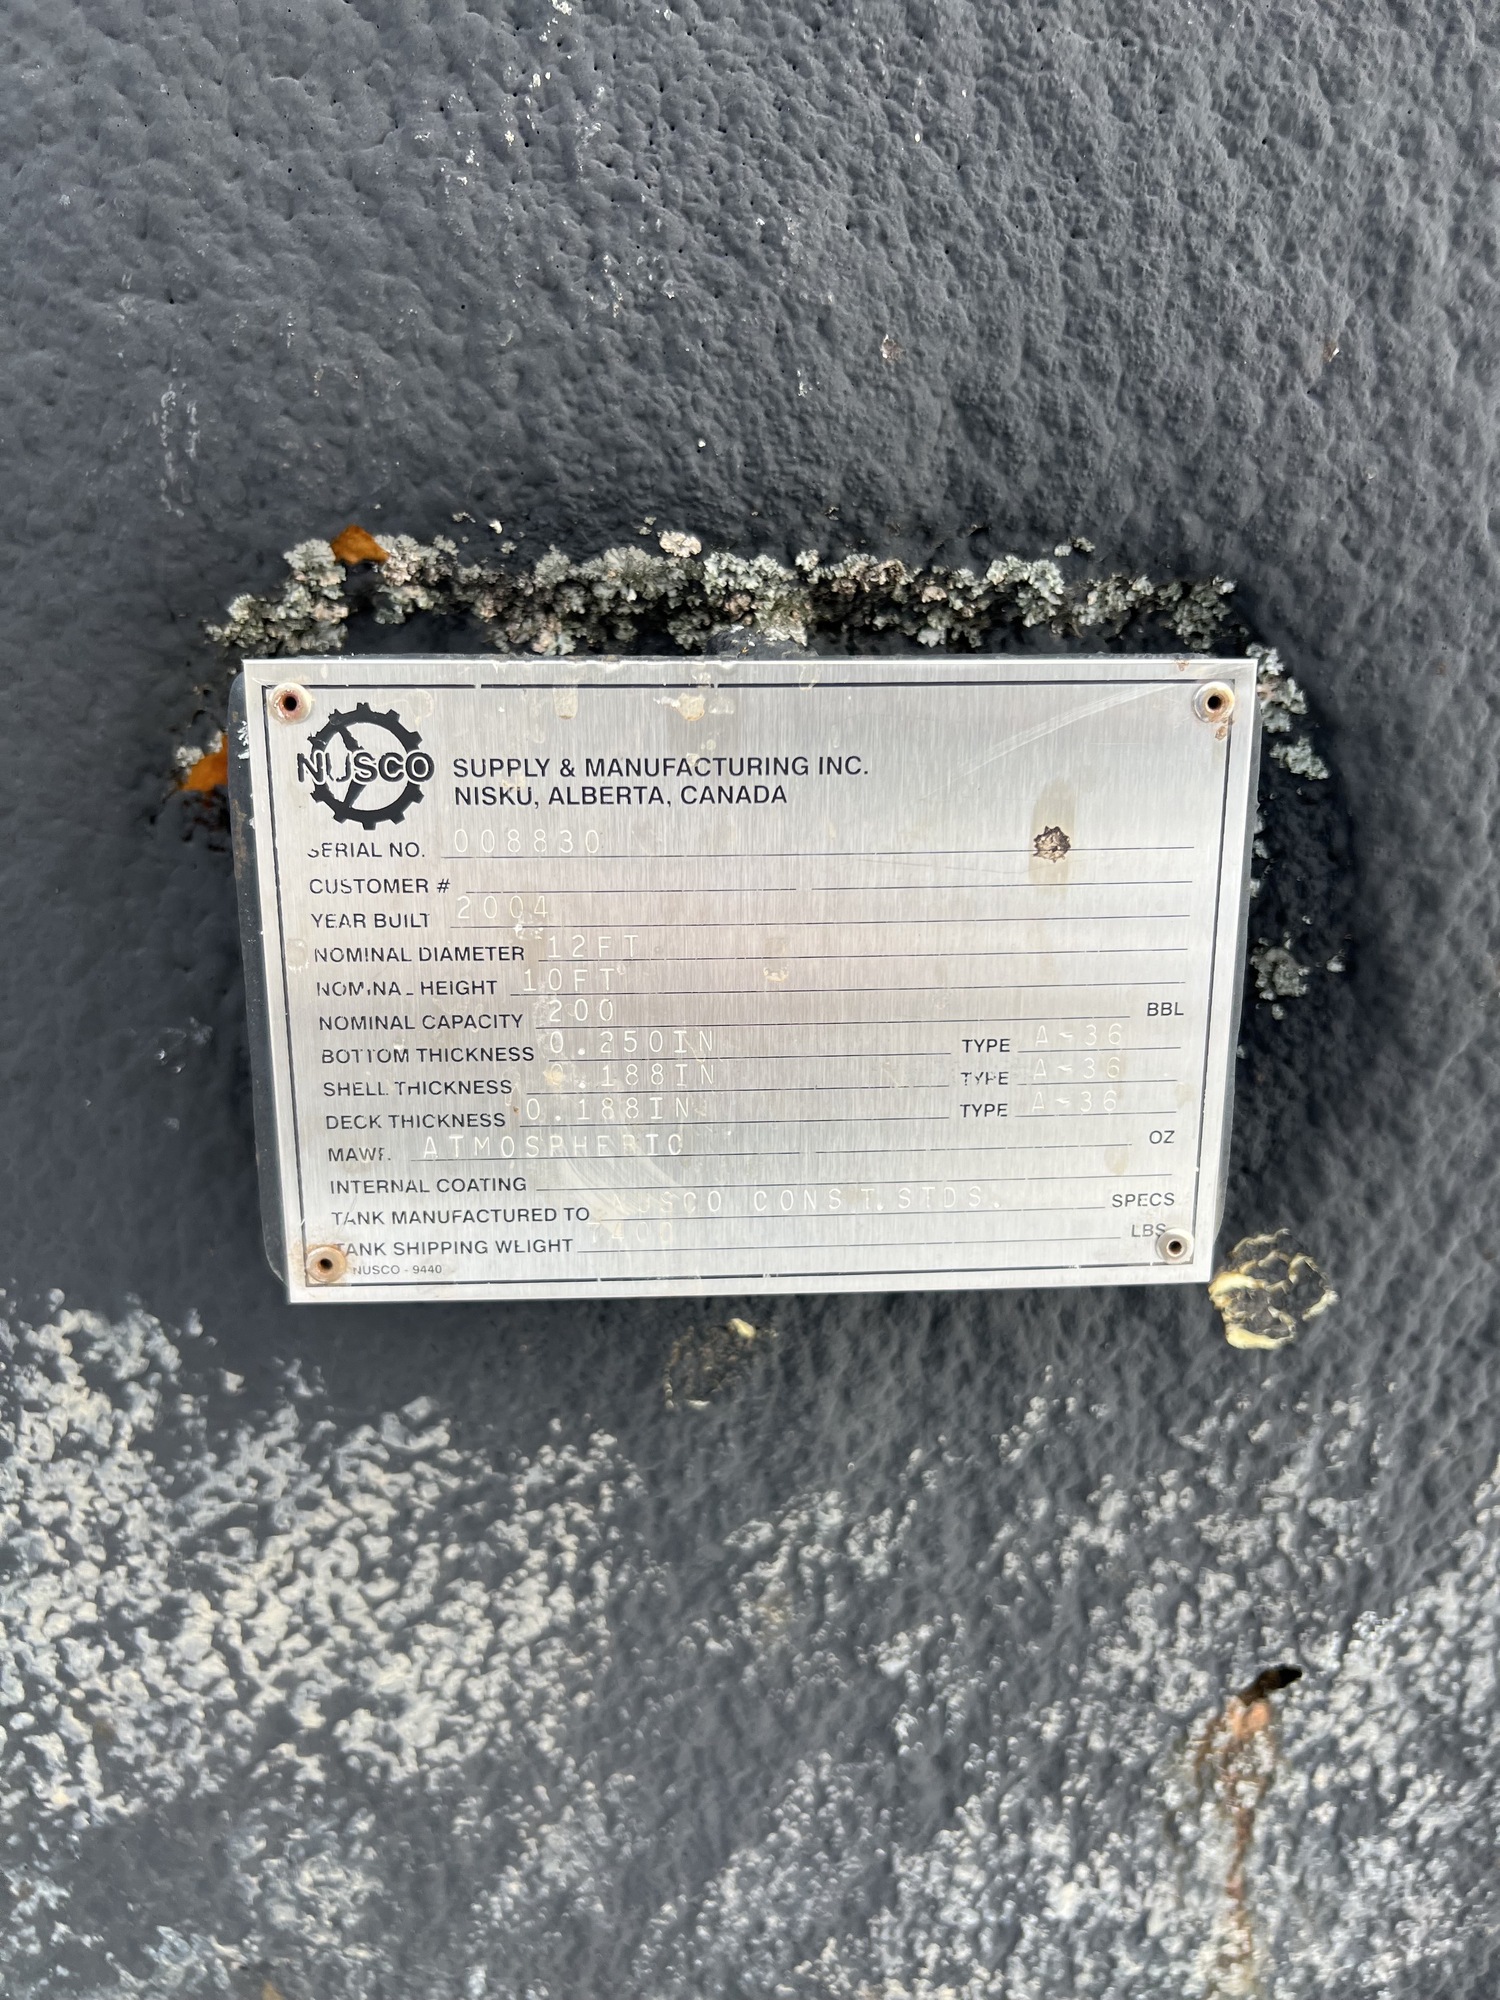 NUSCO SUPPLY & MANUFACTURING INC.
NISKU, ALBERTA, CANADA
SERIAL NO. 008830
CUSTOMER #
YEAR BUILT 2004
NOMINAL DIAMETER 12FT
NOMINAL HEIGHT 10FT
NOMINAL CAPACITY 200 BBL
BOTTOM THICKNESS 0.250IN TYPE A-36
SHELL THICKNESS 0.188IN TYPE A-36
DECK THICKNESS 0.188IN TYPE A-36
MAWP. ATMOSPHERIC OZ
INTERNAL COATING
TANK MANUFACTURED TO NUSCO CONST.STDS. SPECS
TANK SHIPPING WEIGHT LBS
NUSCO - 9440